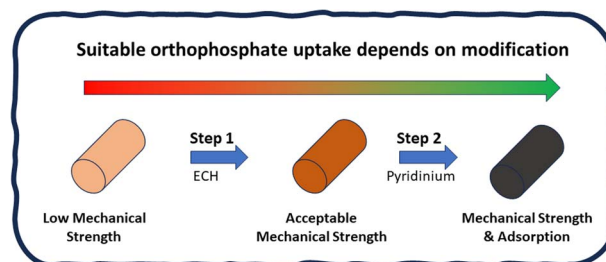 Suitable orthophosphate uptake depends on modification
Step 1
ECH
Step 2
Pyridinium
Low Mechanical
Strength
Acceptable
Mechanical Strength
Mechanical Strength
& Adsorption